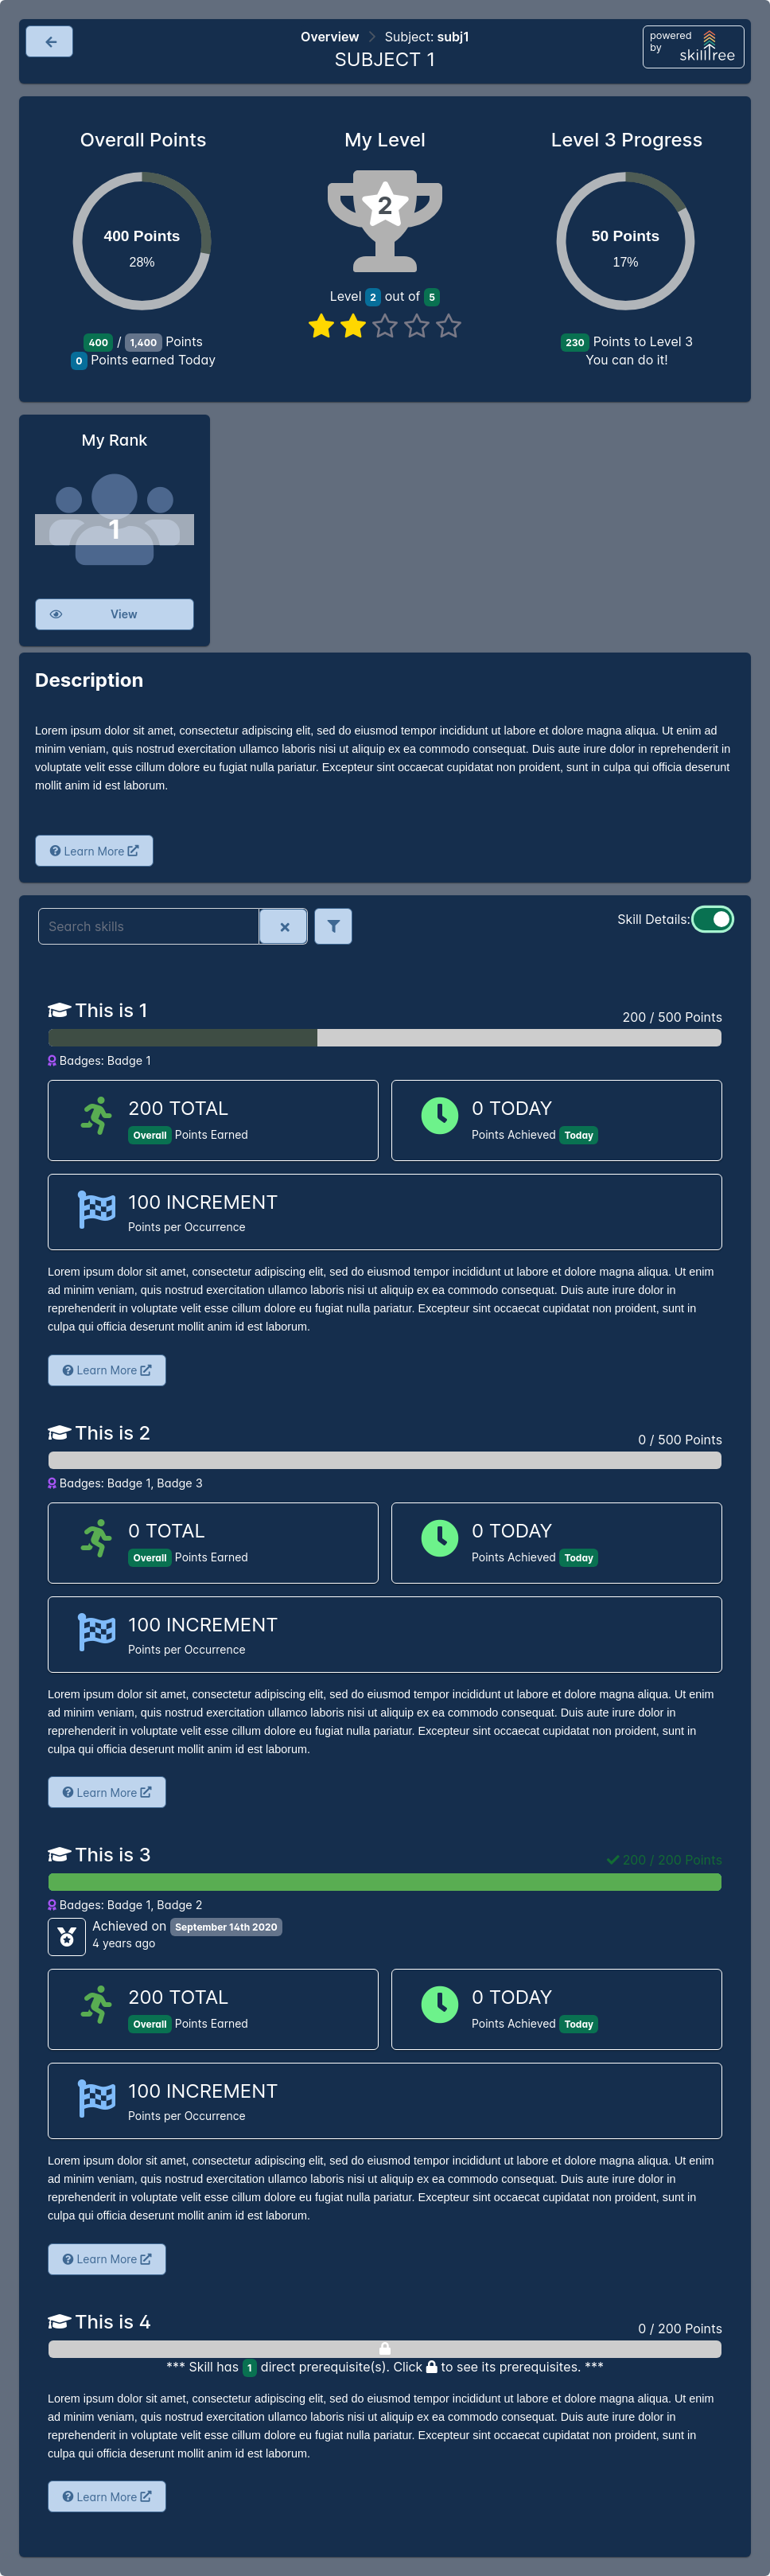 Overview > Subject: subj1
SUBJECT 1
powered by skilltree
Overall Points
400 Points
28%
400 / 1,400 Points
0 Points earned Today
My Level
2
Level 2 out of 5
Level 3 Progress
50 Points
17%
230 Points to Level 3
You can do it!
My Rank
1
View
Description
Lorem ipsum dolor sit amet, consectetur adipiscing elit, sed do eiusmod tempor incididunt ut labore et dolore magna aliqua. Ut enim ad
minim veniam, quis nostrud exercitation ullamco laboris nisi ut aliquip ex ea commodo consequat. Duis aute irure dolor in reprehenderit in
voluptate velit esse cillum dolore eu fugiat nulla pariatur. Excepteur sint occaecat cupidatat non proident, sunt in culpa qui officia deserunt
mollit anim id est laborum.
Learn More
Search skills
Skill Details:
This is 1
200 / 500 Points
Badges: Badge 1
200 TOTAL
Overall Points Earned
0 TODAY
Points Achieved Today
100 INCREMENT
Points per Occurrence
Lorem ipsum dolor sit amet, consectetur adipiscing elit, sed do eiusmod tempor incididunt ut labore et dolore magna aliqua. Ut enim
ad minim veniam, quis nostrud exercitation ullamco laboris nisi ut aliquip ex ea commodo consequat. Duis aute irure dolor in
reprehenderit in voluptate velit esse cillum dolore eu fugiat nulla pariatur. Excepteur sint occaecat cupidatat non proident, sunt in
culpa qui officia deserunt mollit anim id est laborum.
Learn More
This is 2
0 / 500 Points
Badges: Badge 1, Badge 3
0 TOTAL
Overall Points Earned
0 TODAY
Points Achieved Today
100 INCREMENT
Points per Occurrence
Lorem ipsum dolor sit amet, consectetur adipiscing elit, sed do eiusmod tempor incididunt ut labore et dolore magna aliqua. Ut enim
ad minim veniam, quis nostrud exercitation ullamco laboris nisi ut aliquip ex ea commodo consequat. Duis aute irure dolor in
reprehenderit in voluptate velit esse cillum dolore eu fugiat nulla pariatur. Excepteur sint occaecat cupidatat non proident, sunt in
culpa qui officia deserunt mollit anim id est laborum.
Learn More
This is 3
200 / 200 Points
Badges: Badge 1, Badge 2
Achieved on September 14th 2020
4 years ago
200 TOTAL
Overall Points Earned
0 TODAY
Points Achieved Today
100 INCREMENT
Points per Occurrence
Lorem ipsum dolor sit amet, consectetur adipiscing elit, sed do eiusmod tempor incididunt ut labore et dolore magna aliqua. Ut enim
ad minim veniam, quis nostrud exercitation ullamco laboris nisi ut aliquip ex ea commodo consequat. Duis aute irure dolor in
reprehenderit in voluptate velit esse cillum dolore eu fugiat nulla pariatur. Excepteur sint occaecat cupidatat non proident, sunt in
culpa qui officia deserunt mollit anim id est laborum.
Learn More
This is 4
0 / 200 Points
*** Skill has 1 direct prerequisite(s). Click to see its prerequisites. ***
Lorem ipsum dolor sit amet, consectetur adipiscing elit, sed do eiusmod tempor incididunt ut labore et dolore magna aliqua. Ut enim
ad minim veniam, quis nostrud exercitation ullamco laboris nisi ut aliquip ex ea commodo consequat. Duis aute irure dolor in
reprehenderit in voluptate velit esse cillum dolore eu fugiat nulla pariatur. Excepteur sint occaecat cupidatat non proident, sunt in
culpa qui officia deserunt mollit anim id est laborum.
Learn More